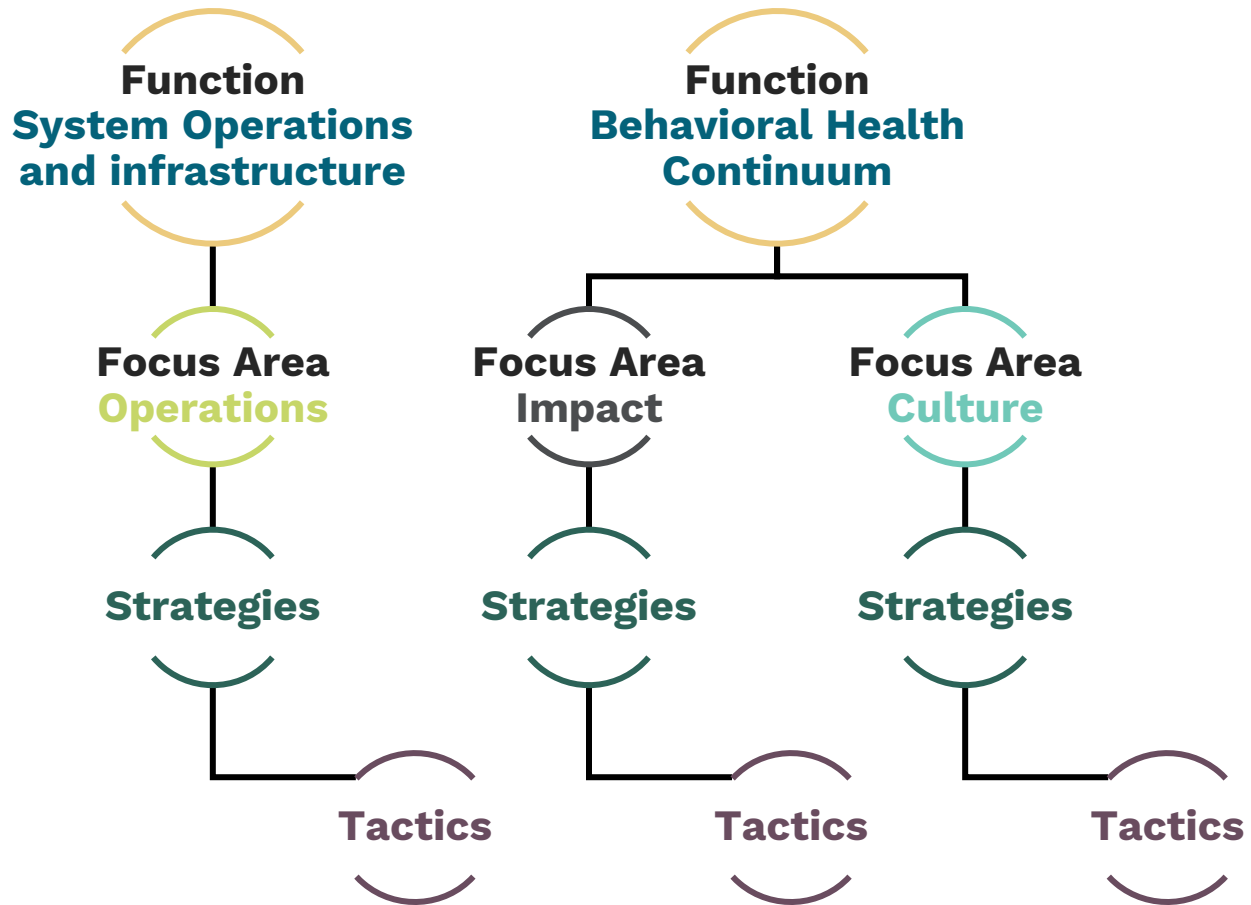 Function
System Operations
and infrastructure
Function
Behavioral Health
Continuum
Focus Area
Operations
Focus Area
Impact
Focus Area
Culture
Strategies
Strategies
Strategies
Tactics
Tactics
Tactics